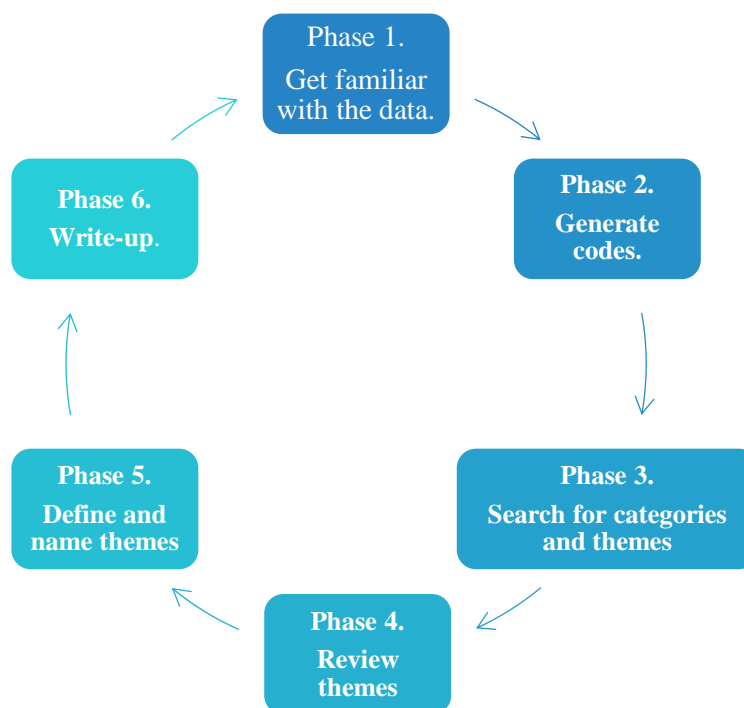 Phase 1.
Get familiar
with the data.
Phase 2.
Generate
codes.
Phase 3.
Search for categories
and themes
Phase 4.
Review
themes
Phase 5.
Define and
name themes
Phase 6.
Write-up.